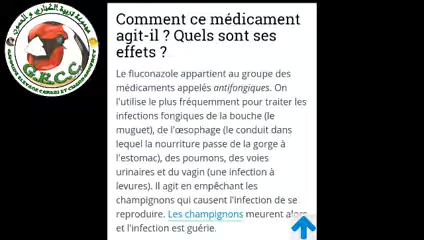 Comment ce médicament
agit-il ? Quels sont ses
effets ?
Le fluconazole appartient au groupe des
médicaments appelés antifongiques. On
l'utilise le plus fréquemment pour traiter les
infections fongiques de la bouche (le
muguet), de l'œsophage (le conduit dans
lequel la nourriture passe de la gorge à
l'estomac), des poumons, des voies
urinaires et du vagin (une infection à
levures). Il agit en empêchant les
champignons qui causent l'infection de se
reproduire. Les champignons meurent alors
et l'infection est guérie.
G.K.C.C